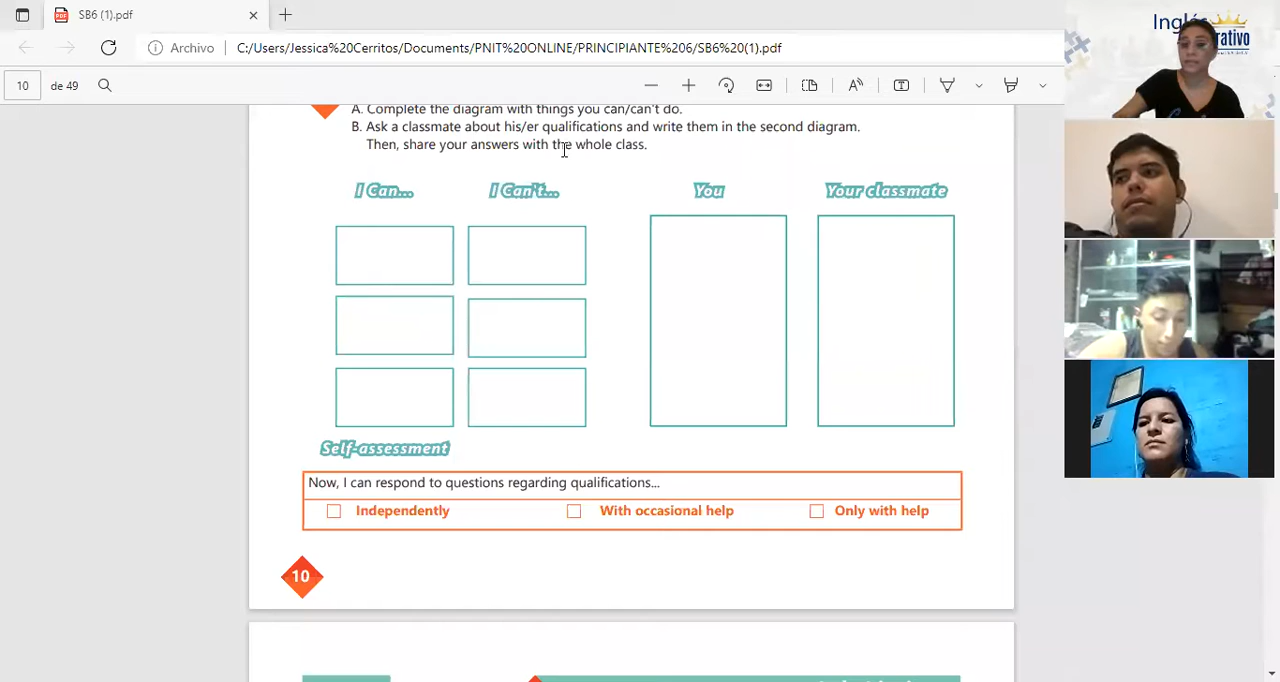 SB6 (1).pdf
Archivo C:/Users/Jessica%20Cerritos/Documents/PNIT%20ONLINE/PRINCIPIANTE%206/SB6%20(1).pdf
10 de 49
A. Complete the diagram with things you can/can't do.
B. Ask a classmate about his/er qualifications and write them in the second diagram.
Then, share your answers with the whole class.
I Can... I Can't... You Your classmate
Self-assessment
Now, I can respond to questions regarding qualifications...
Independently With occasional help Only with help
10